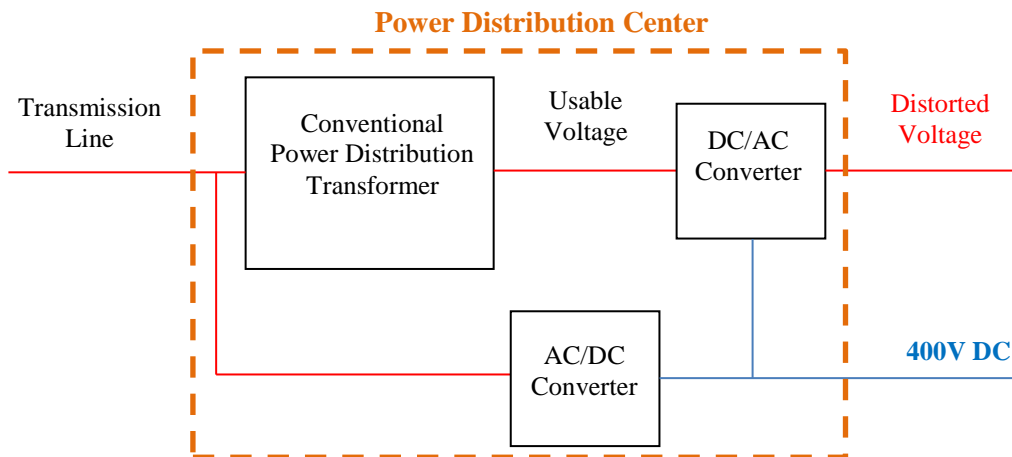 Power Distribution Center
Transmission
Line
Conventional
Power Distribution
Transformer
Usable
Voltage
DC/AC
Converter
Distorted
Voltage
AC/DC
Converter
400V DC